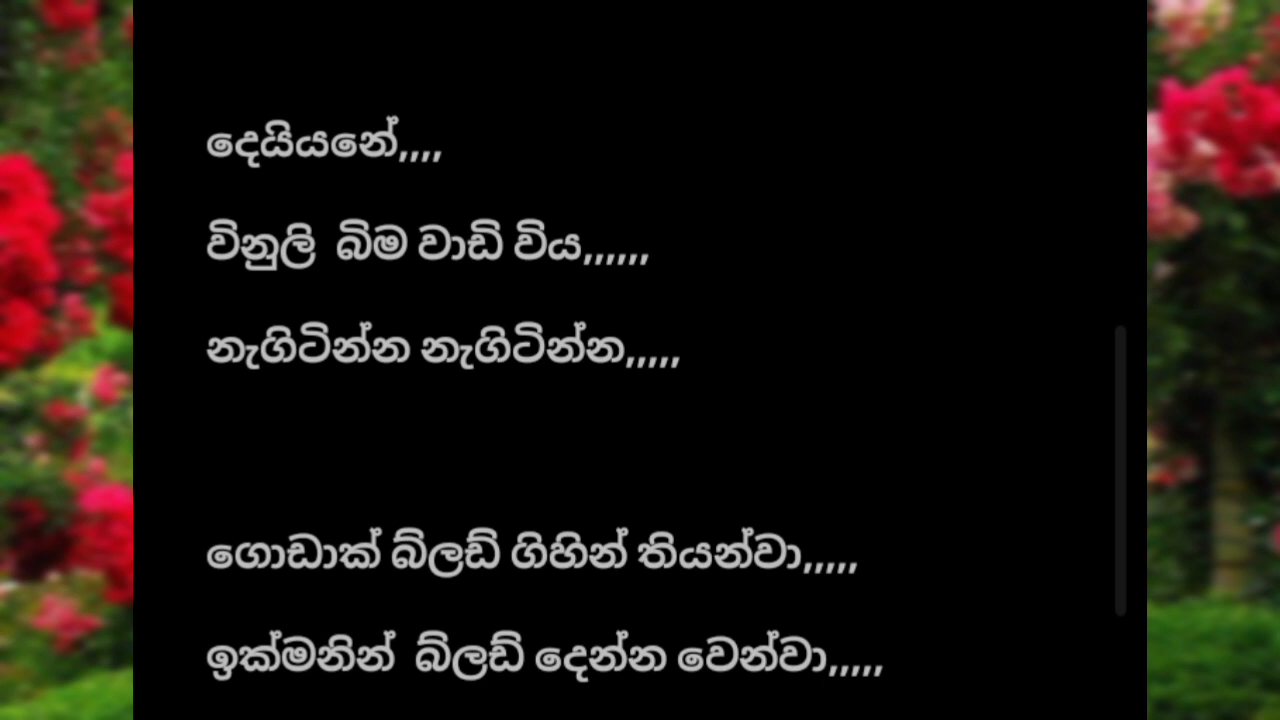 දෙයියනේ,,,,
විනුලි  බිම වාඩි විය,,,,,,
නැගිටින්න නැගිටින්න,,,,,
ගොඩාක් බ්ලඩ් ගිහින් තියන්වා,,,,,
ඉක්මනින්  බ්ලඩ් දෙන්න වෙන්වා,,,,,